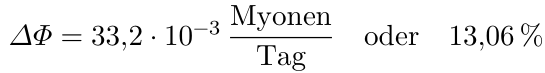 ΔΦ = 33,2 · 10⁻³ Myonen/Tag oder 13,06 %